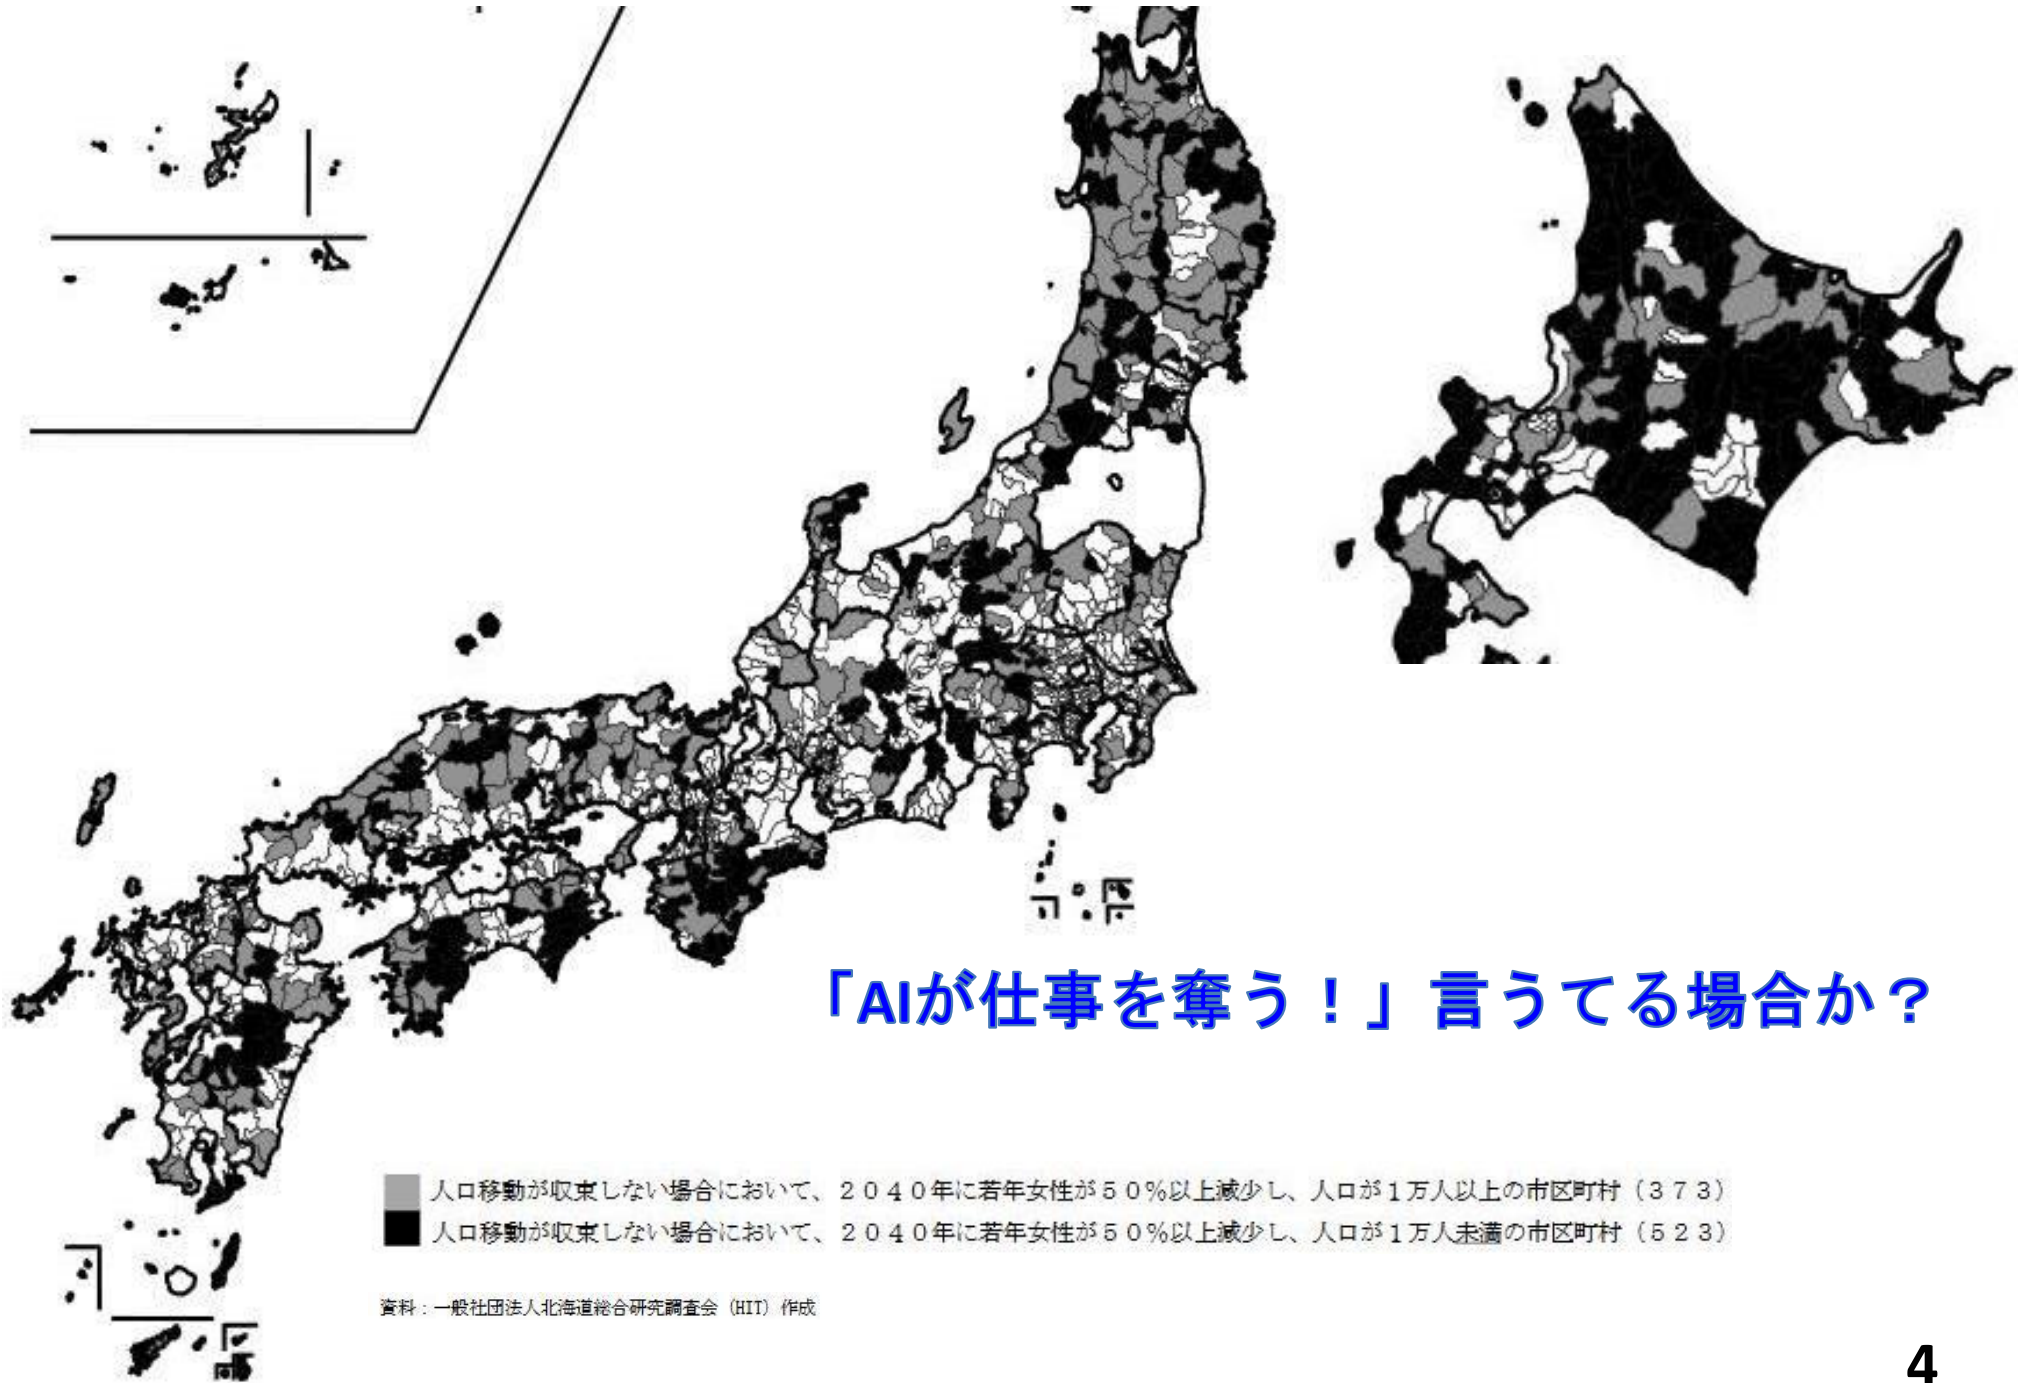 「AIが仕事を奪う！」言うてる場合か？
人口移動が収束しない場合において、２０４０年に若年女性が５０％以上減少し、人口が１万人以上の市区町村（３７３）
人口移動が収束しない場合において、２０４０年に若年女性が５０％以上減少し、人口が１万人未満の市区町村（５２３）
資料：一般社団法人北海道総合研究調査会（HIT）作成
4